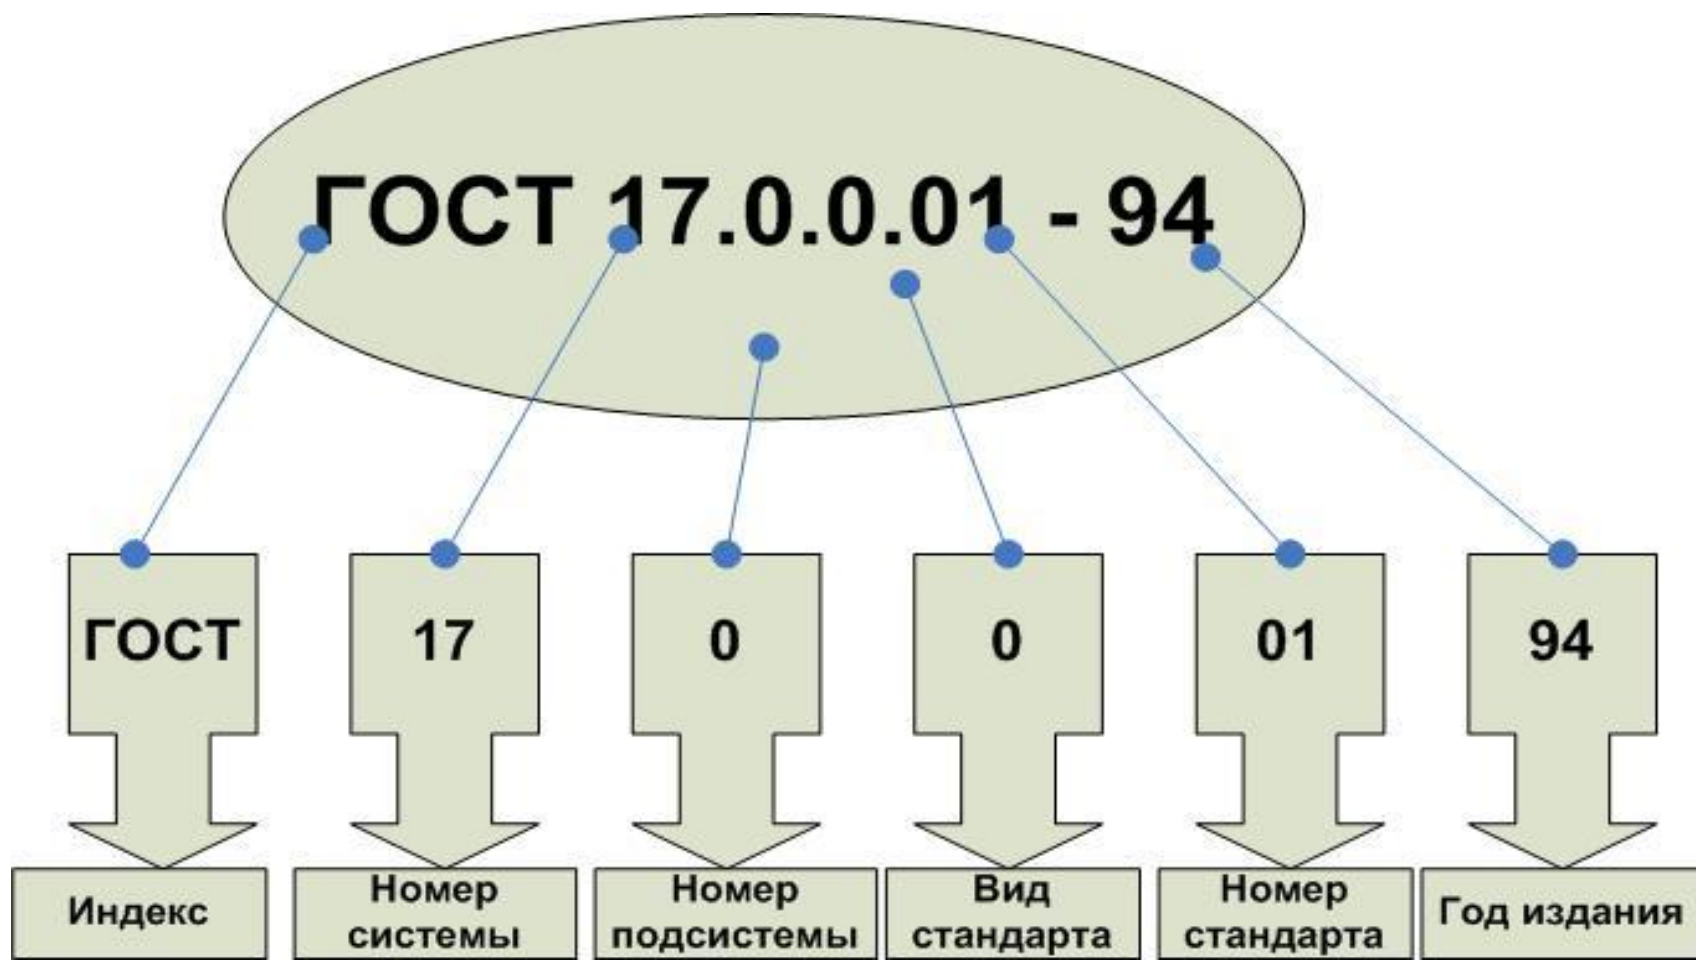 ГОСТ 17.0.0.01 - 94
ГОСТ
17
0
0
01
94
Индекс
Номер
системы
Номер
подсистемы
Вид
стандарта
Номер
стандарта
Год издания